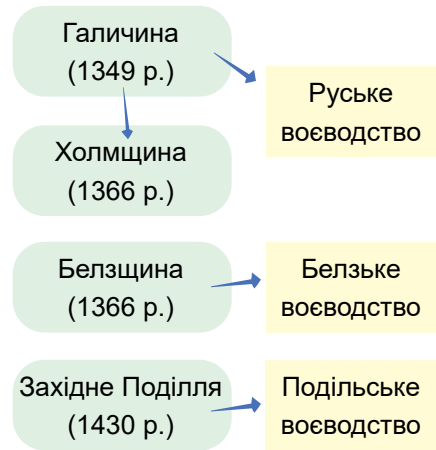 Галичина
(1349 р.)
Руське
воєводство
Холмщина
(1366 р.)
Белзщина
(1366 р.)
Белзьке
воєводство
Західне Поділля
(1430 р.)
Подільське
воєводство